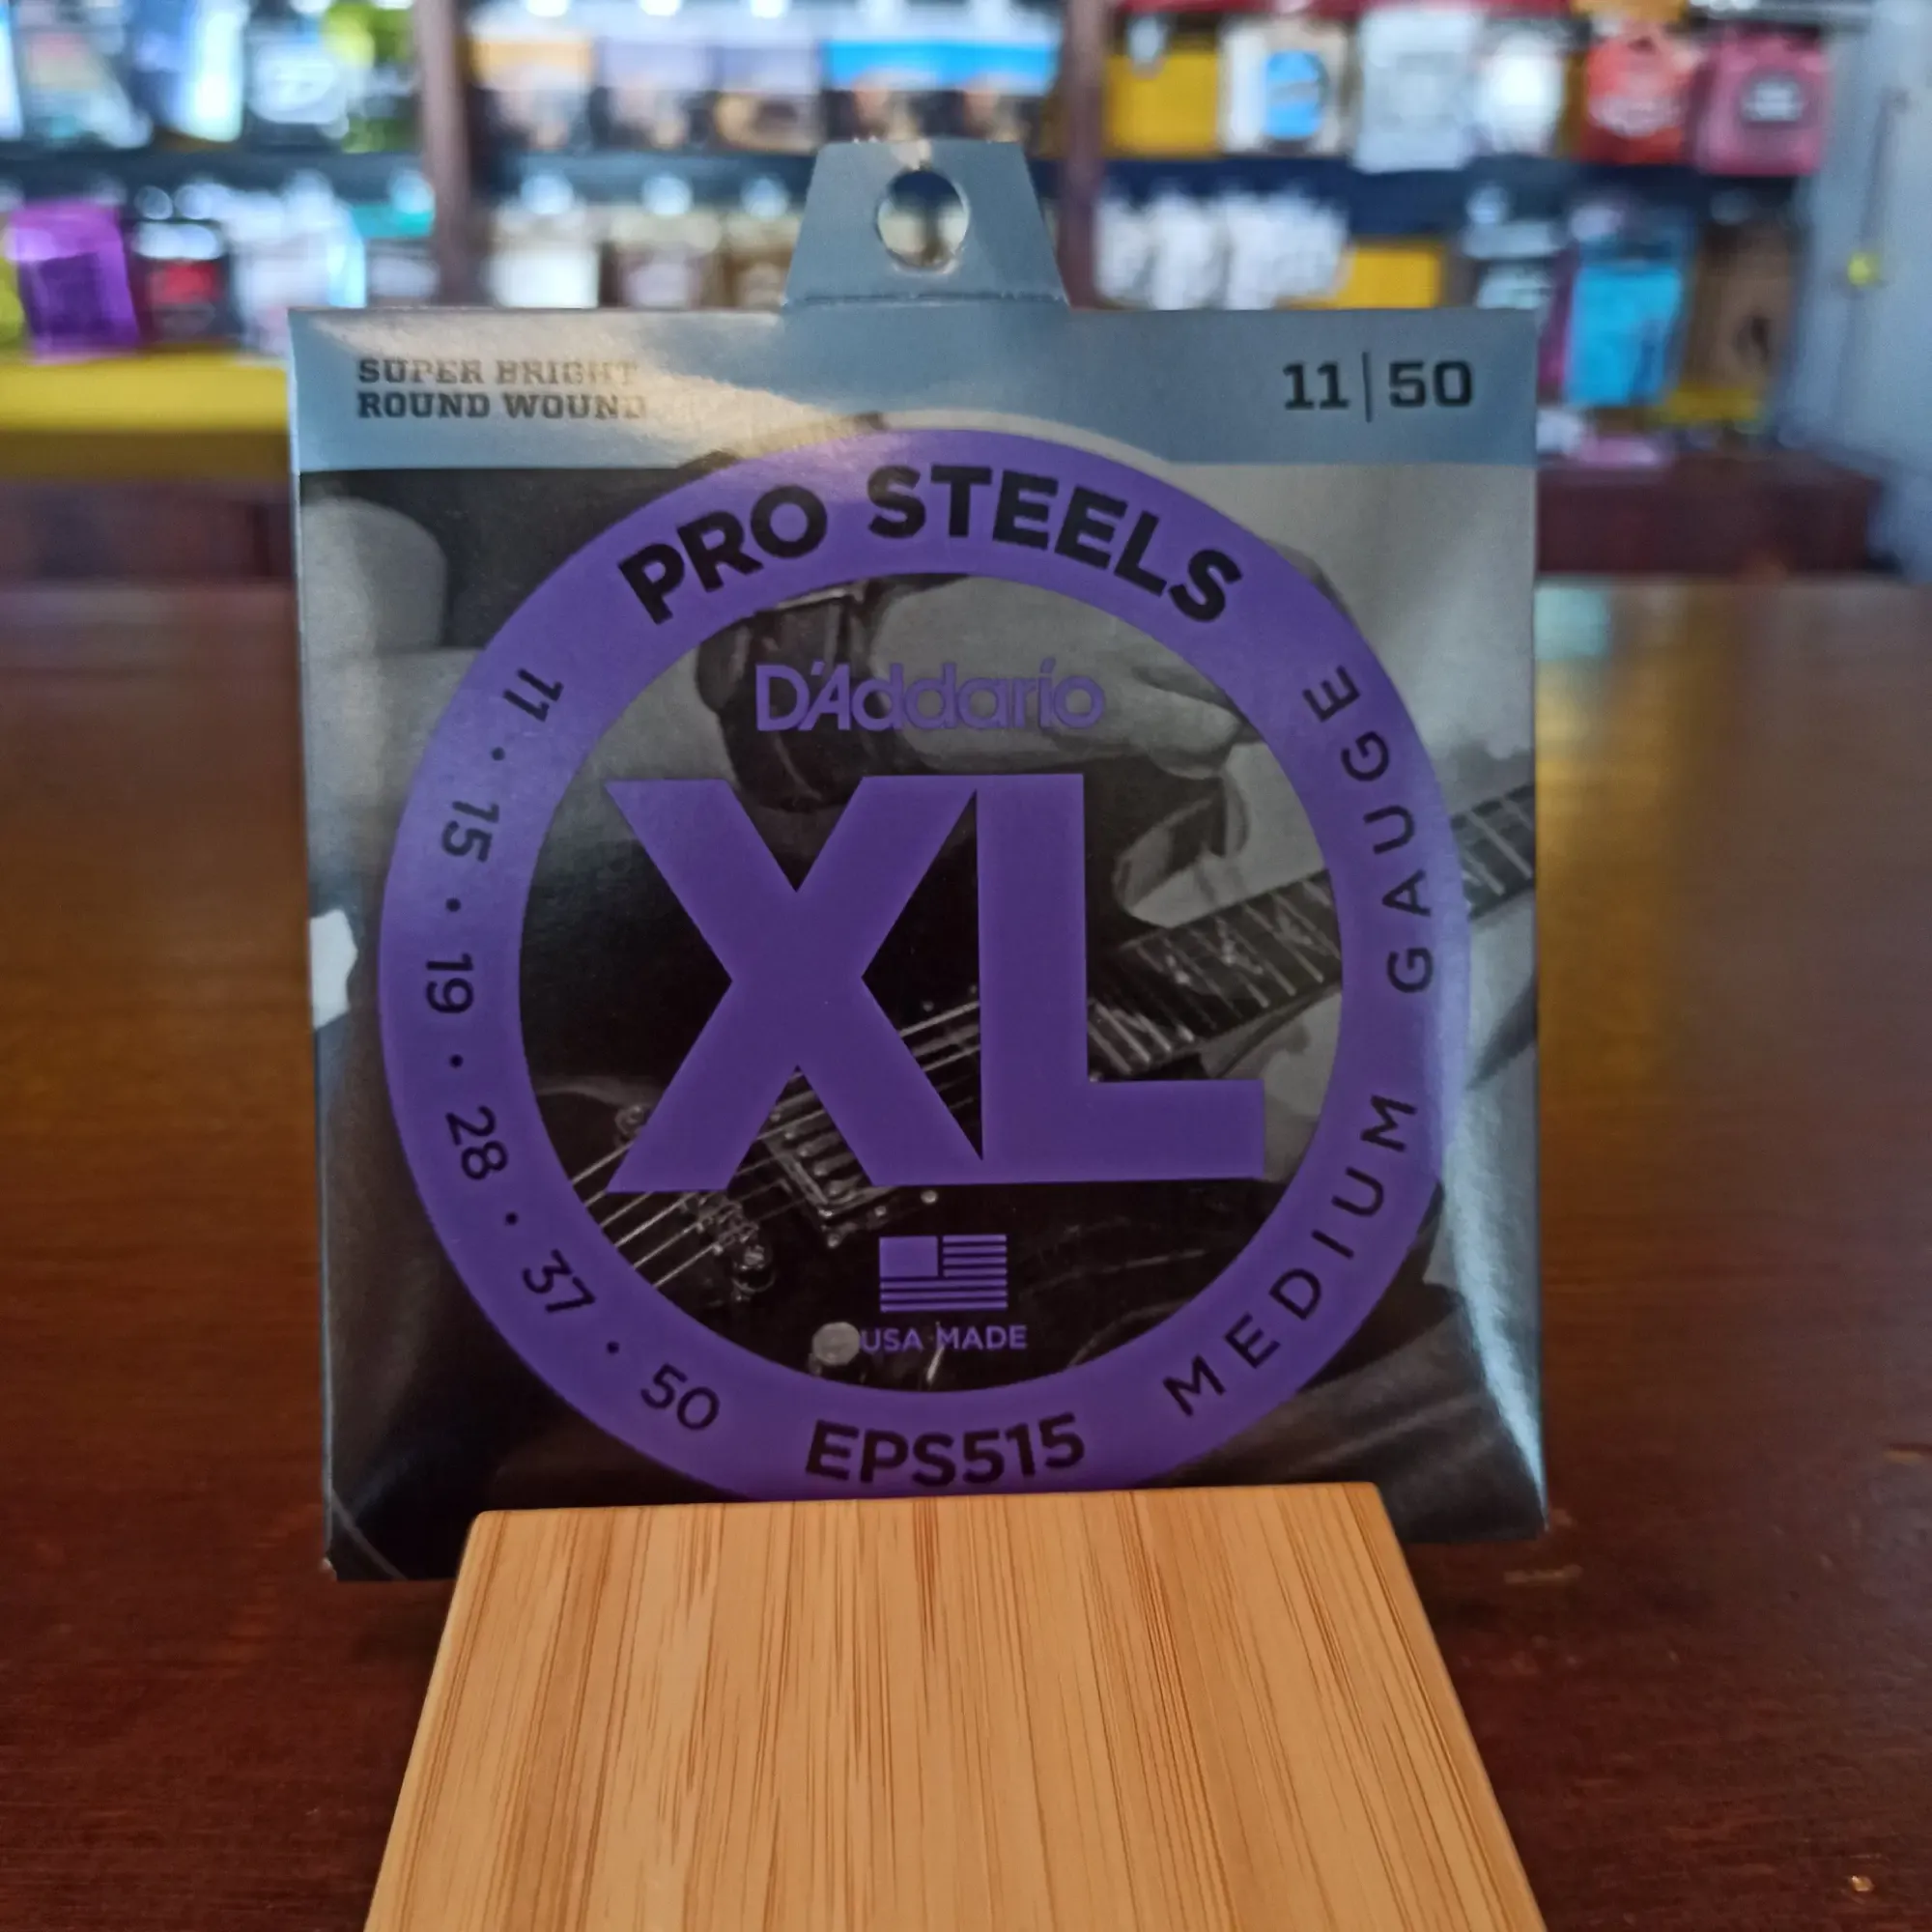 SUPER BRIGHT
ROUND WOUND
11|50
PRO STEELS
D'Addario
XL
11 • 15 • 19 • 28 • 37 • 50
MEDIUM GAUGE
USA MADE
EPS515